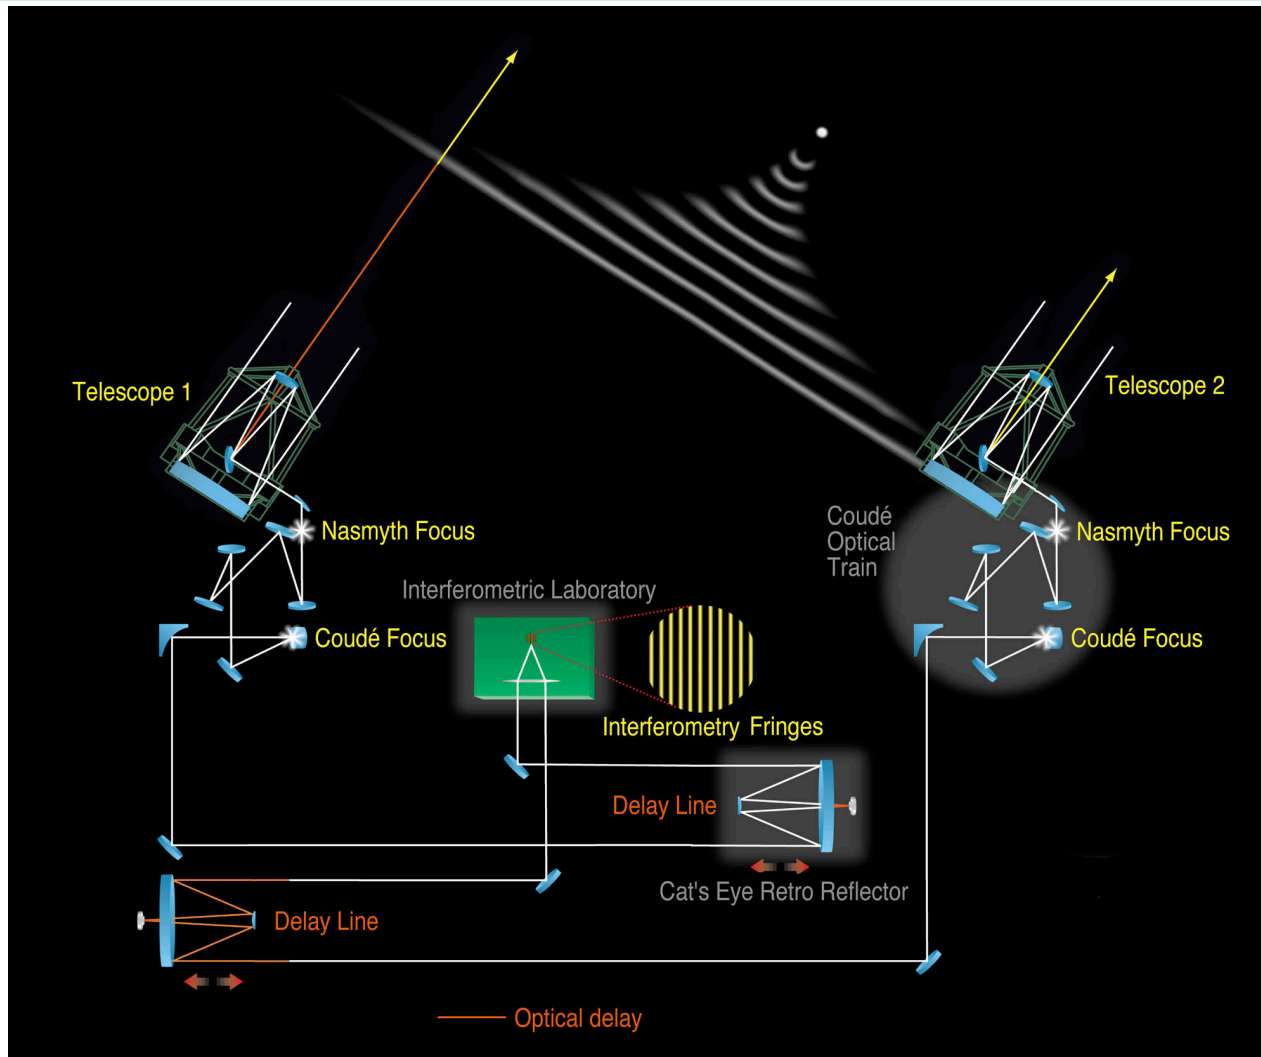 Telescope 1
Telescope 2
Nasmyth Focus
Coudé
Optical
Train
Nasmyth Focus
Interferometric Laboratory
Coudé Focus
Coudé Focus
Interferometry Fringes
Delay Line
Cat's Eye Retro Reflector
Delay Line
Optical delay